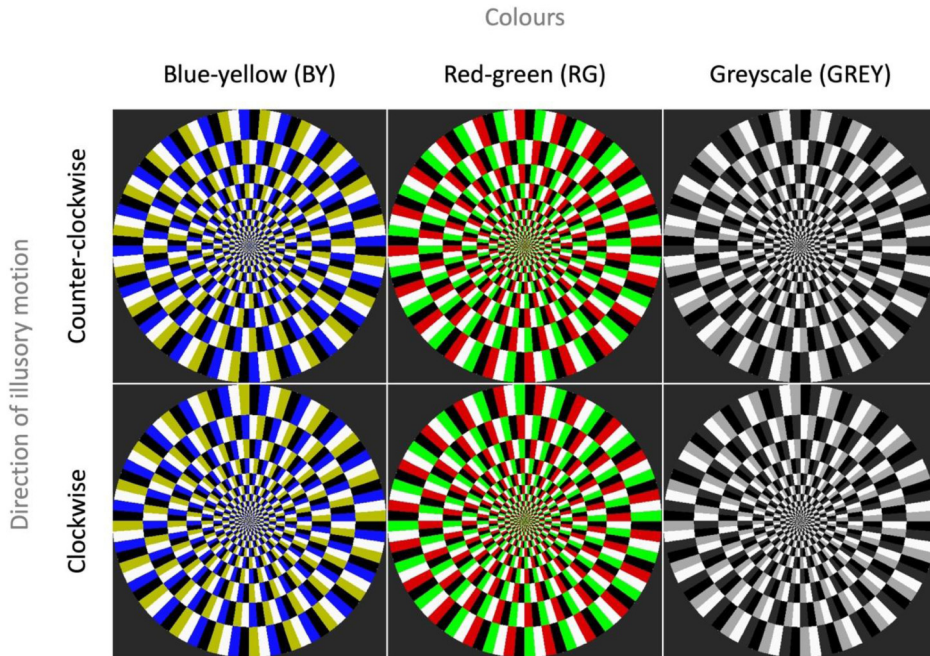 Colours
Blue-yellow (BY)
Red-green (RG)
Greyscale (GREY)
Direction of illusory motion
Counter-clockwise
Clockwise